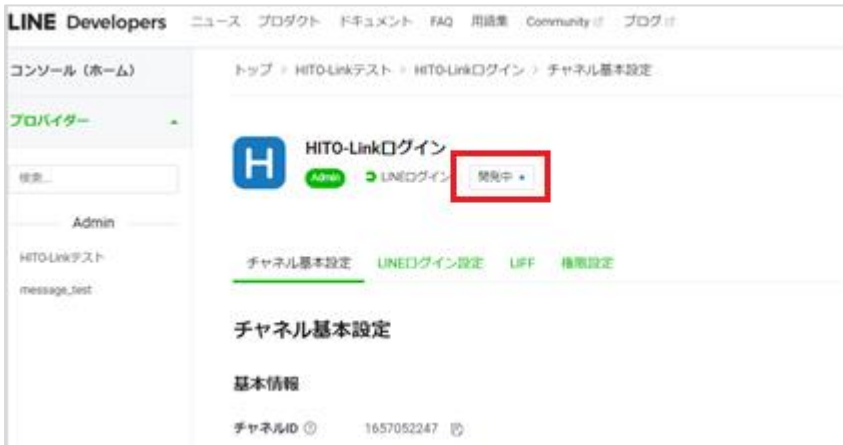 LINE Developers ニュース プロダクト ドキュメント FAQ 用語集 Community ブログ
コンソール（ホーム） トップ HITO-Linkテスト HITO-Linkログイン チャネル基本設定
プロバイダー
HITO-Linkログイン
H
Admin LINEログイン 開発中
検索...
Admin
HITO-Linkテスト
チャネル基本設定 LINEログイン設定 LIFF 権限設定
message_test
チャネル基本設定
基本情報
チャネルID 1657052247